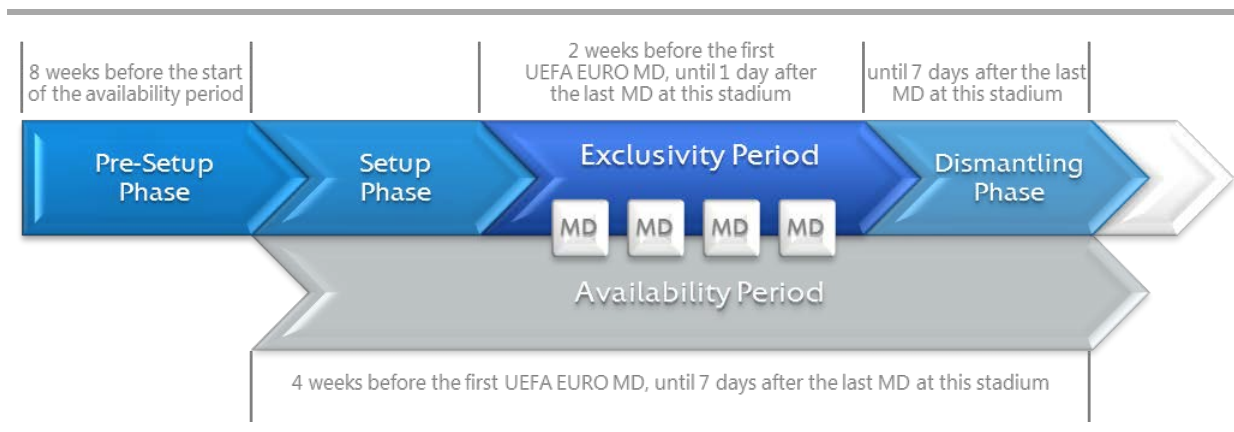 8 weeks before the start
of the availability period
2 weeks before the first
UEFA EURO MD, until 1 day after
the last MD at this stadium
until 7 days after the last
MD at this stadium
Pre-Setup
Phase
Setup
Phase
Exclusivity Period
Dismantling
Phase
MD MD MD MD
Availability Period
4 weeks before the first UEFA EURO MD, until 7 days after the last MD at this stadium